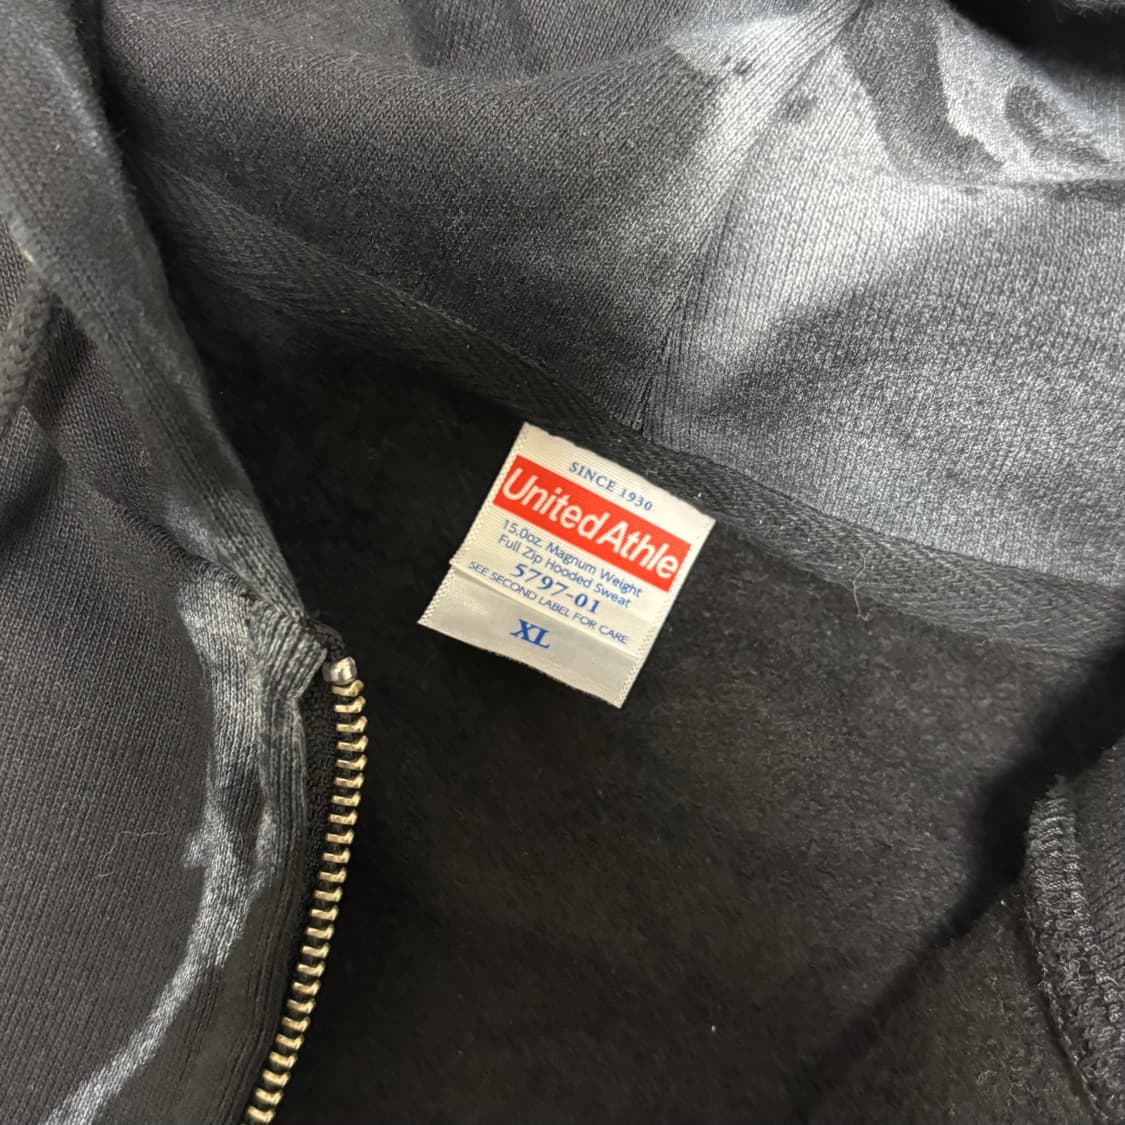 SINCE 1930
United Athle
15.0oz. Magnum Weight
Full Zip Hooded Sweat
5797-01
SEE SECOND LABEL FOR CARE
XL